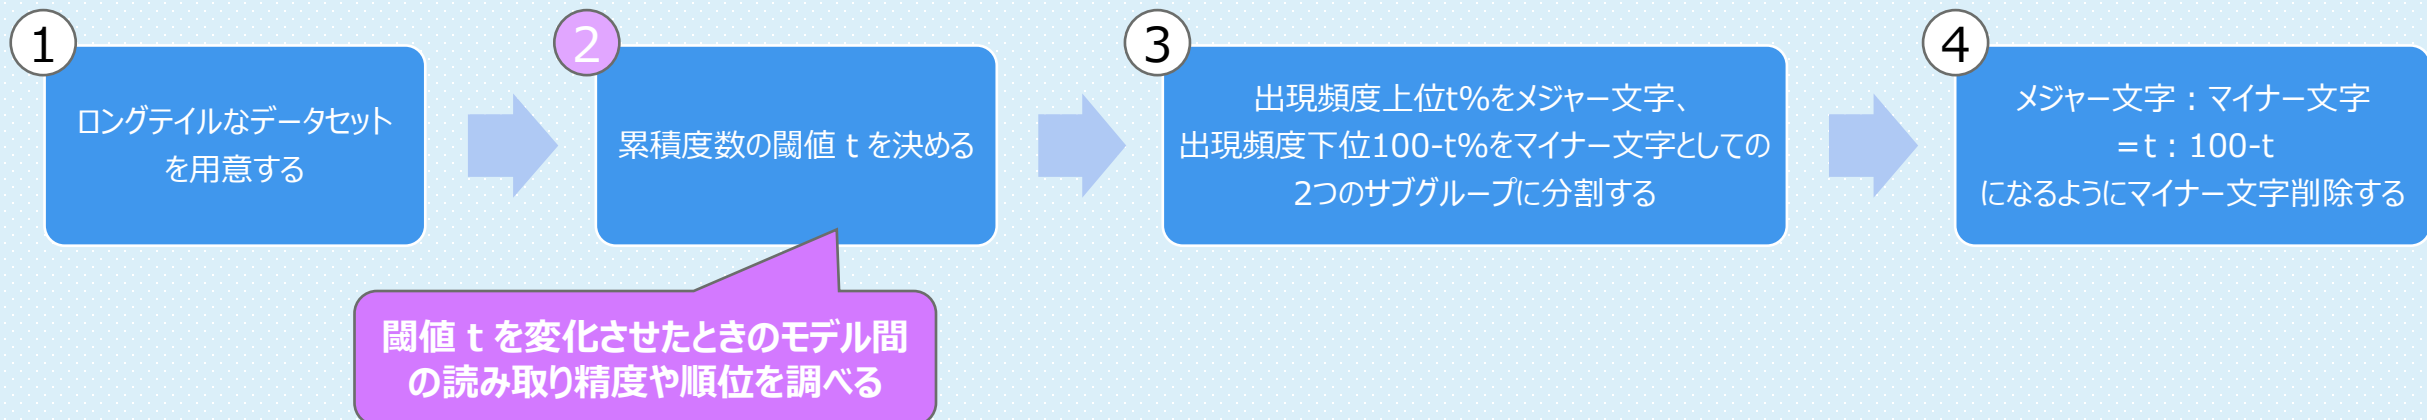 1
ロングテイルなデータセット
を用意する
2
累積度数の閾値 t を決める
3
出現頻度上位t%をメジャー文字、
出現頻度下位100-t%をマイナー文字としての
2つのサブグループに分割する
4
メジャー文字：マイナー文字
＝t：100-t
になるようにマイナー文字削除する
閾値 t を変化させたときのモデル間
の読み取り精度や順位を調べる